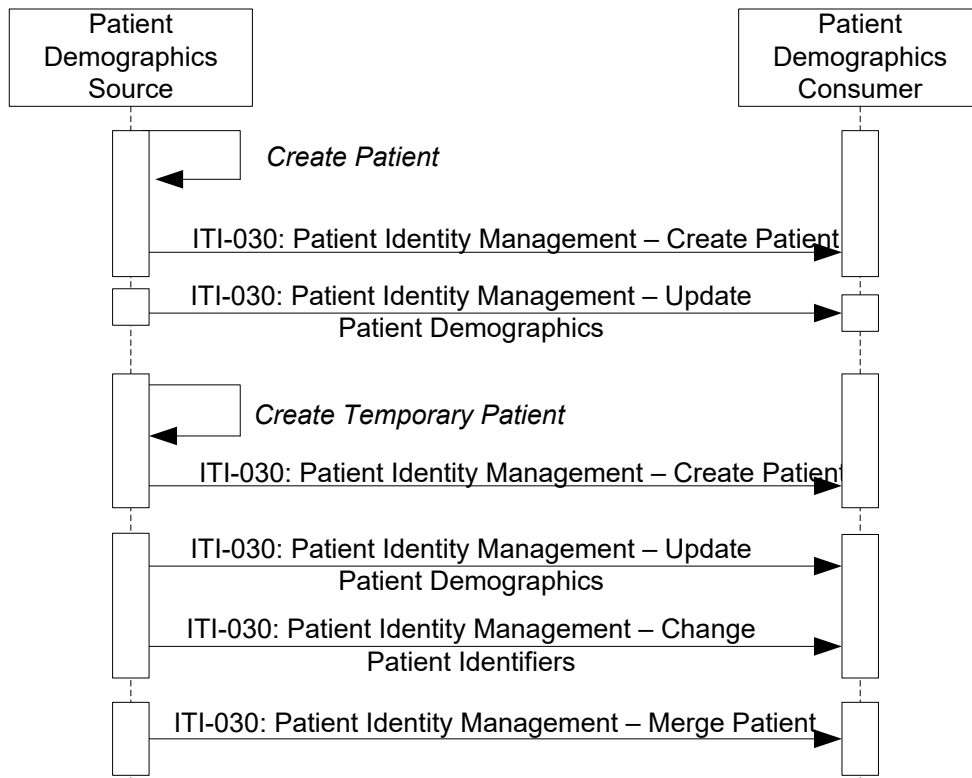 Patient
Demographics
Source
Patient
Demographics
Consumer
Create Patient
ITI-030: Patient Identity Management – Create Patient
ITI-030: Patient Identity Management – Update
Patient Demographics
Create Temporary Patient
ITI-030: Patient Identity Management – Create Patient
ITI-030: Patient Identity Management – Update
Patient Demographics
ITI-030: Patient Identity Management – Change
Patient Identifiers
ITI-030: Patient Identity Management – Merge Patient